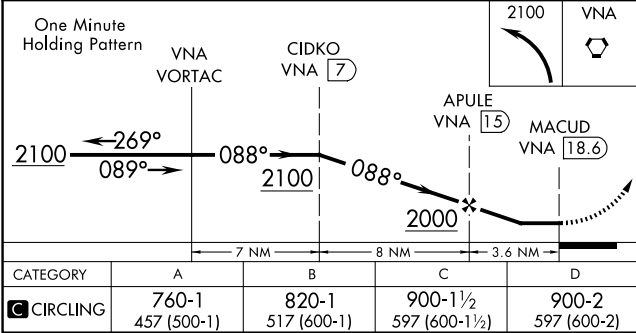 One Minute
Holding Pattern
VNA
VORTAC
CIDKO
VNA 7
2100
VNA
APULE
VNA 15
MACUD
VNA 18.6
2100
269°
089°
088°
2100
088°
2000
7 NM
8 NM
3.6 NM
CATEGORY A B C D
C CIRCLING 760-1 820-1 900-1½ 900-2
457 (500-1) 517 (600-1) 597 (600-1½) 597 (600-2)